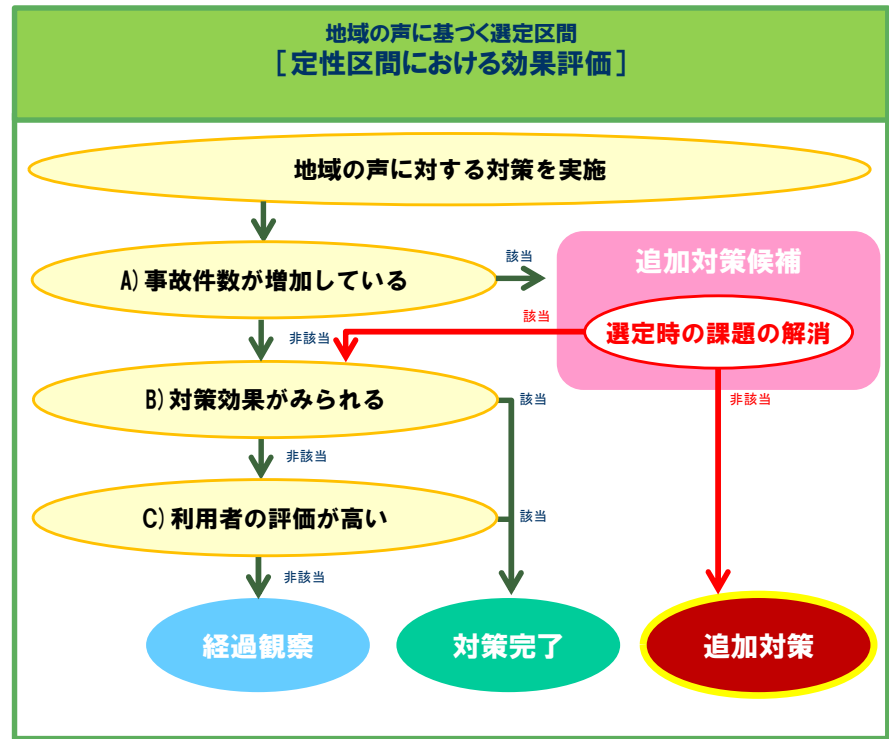 地域の声に基づく選定区間
[定性区間における効果評価]
地域の声に対する対策を実施
A)事故件数が増加している
該当
追加対策候補
該当
選定時の課題の解消
非該当
B)対策効果がみられる
該当
非該当
非該当
C)利用者の評価が高い
該当
非該当
経過観察
対策完了
追加対策